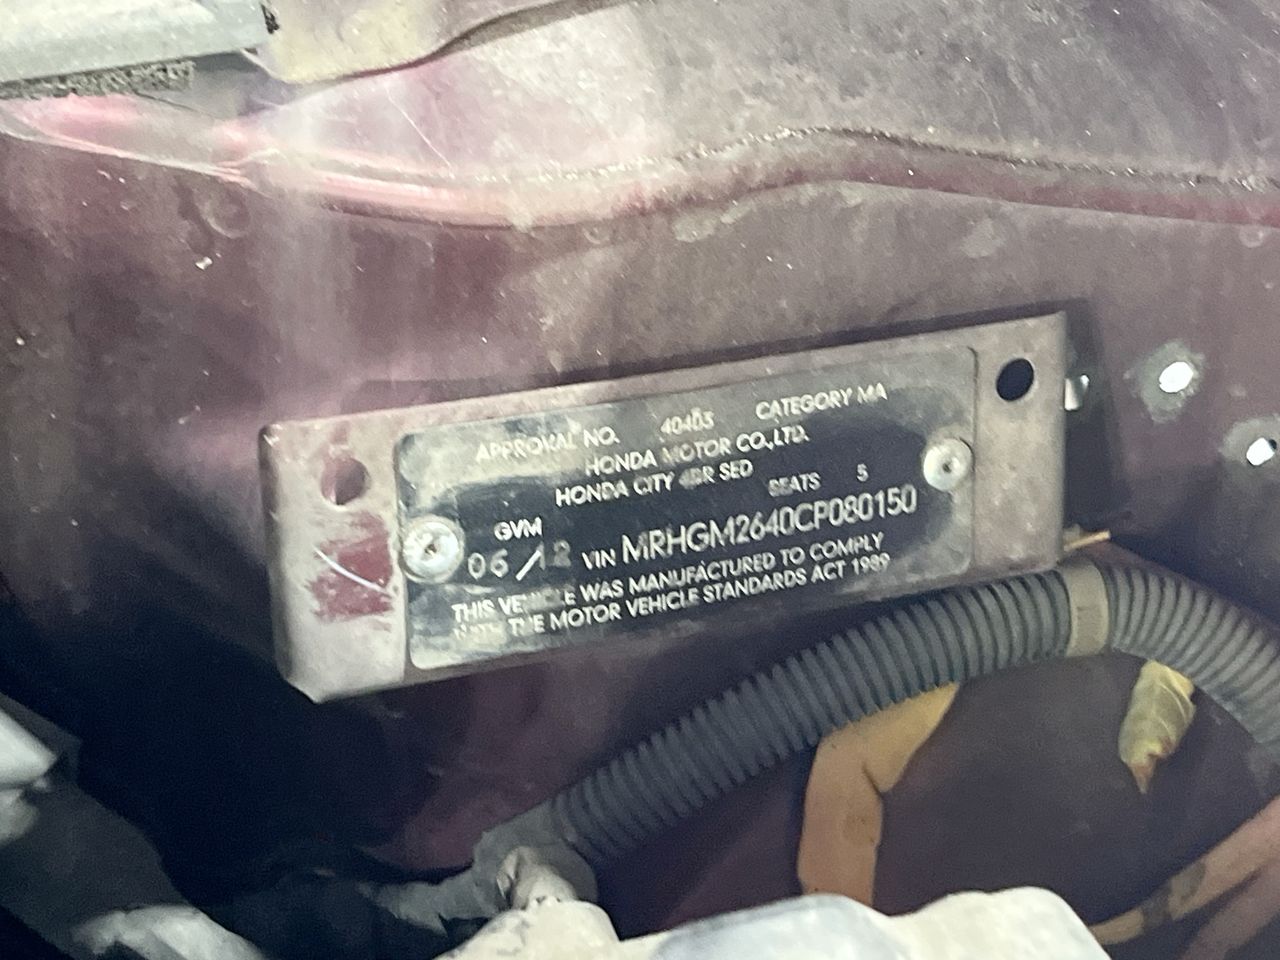 APPROVAL NO. 40403 CATEGORY MA
HONDA MOTOR CO.,LTD.
HONDA CITY 4DR SED
GVM SEATS 5
06/12 VIN MRHGM2640CP080150
THIS VEHICLE WAS MANUFACTURED TO COMPLY
WITH THE MOTOR VEHICLE STANDARDS ACT 1989